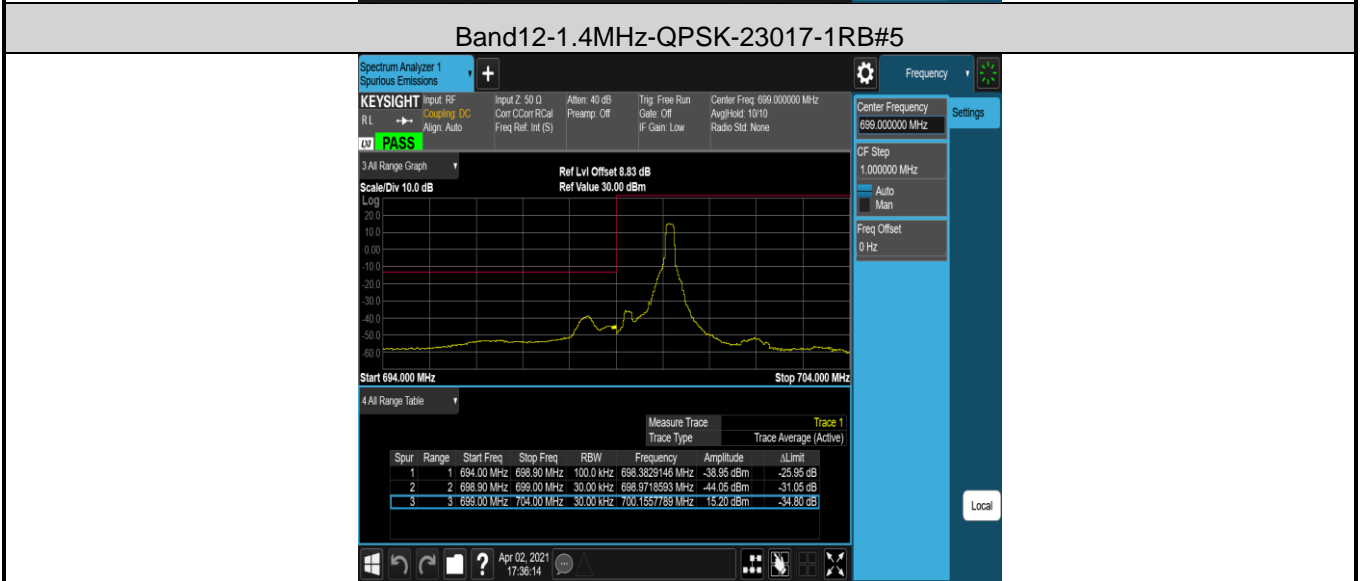 Band12-1.4MHz-QPSK-23017-1RB#5
Spectrum Analyzer 1
Spurious Emissions
+
Frequency
KEYSIGHT
RL
LXI
PASS
Input: RF
Coupling: DC
Align: Auto
Input Z: 50 Ω
Corr CCorr RCal
Freq Ref: Int (S)
Atten: 40 dB
Preamp: Off
Trig: Free Run
Gate: Off
IF Gain: Low
Center Freq: 699.000000 MHz
Avg|Hold: 10/10
Radio Std: None
Center Frequency
699.000000 MHz
Settings
CF Step
1.000000 MHz
Auto
Man
Freq Offset
0 Hz
3 All Range Graph
Ref Lvl Offset 8.83 dB
Scale/Div 10.0 dB
Ref Value 30.00 dBm
Log
20.0
10.0
0.00
-10.0
-20.0
-30.0
-40.0
-50.0
-60.0
Start 694.000 MHz
Stop 704.000 MHz
4 All Range Table
Measure Trace Trace 1
Trace Type Trace Average (Active)
Spur Range Start Freq Stop Freq RBW Frequency Amplitude ΔLimit
1 1 694.00 MHz 698.90 MHz 100.0 kHz 698.3829146 MHz -38.95 dBm -25.95 dB
2 2 698.90 MHz 699.00 MHz 30.00 kHz 698.9718593 MHz -44.05 dBm -31.05 dB
3 3 699.00 MHz 704.00 MHz 30.00 kHz 700.1557789 MHz 15.20 dBm -34.80 dB
Local
?
Apr 02, 2021
17:36:14